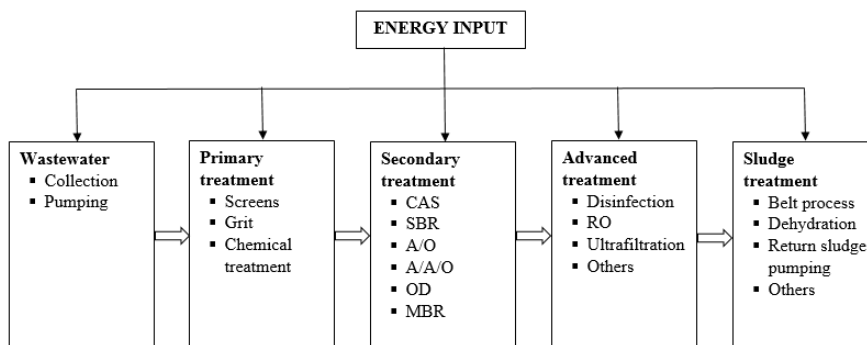 ENERGY INPUT
Wastewater
▪ Collection
▪ Pumping
Primary
treatment
▪ Screens
▪ Grit
▪ Chemical
treatment
Secondary
treatment
▪ CAS
▪ SBR
▪ A/O
▪ A/A/O
▪ OD
▪ MBR
Advanced
treatment
▪ Disinfection
▪ RO
▪ Ultrafiltration
▪ Others
Sludge
treatment
▪ Belt process
▪ Dehydration
▪ Return sludge
pumping
▪ Others